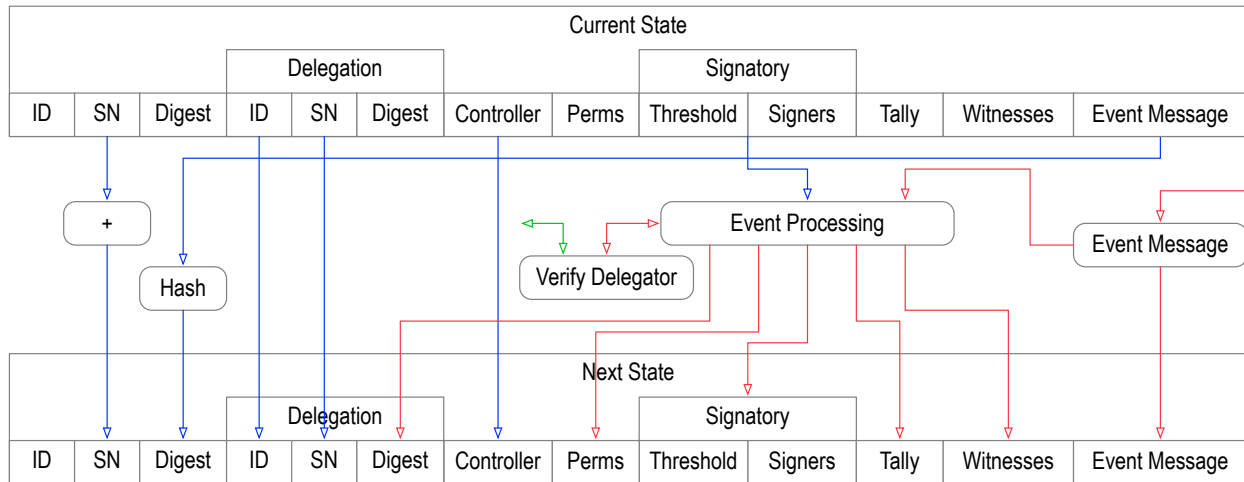 Current State
Delegation Signatory
ID SN Digest ID SN Digest Controller Perms Threshold Signers Tally Witnesses Event Message
+ Event Processing
Event Message
Verify Delegator
Hash
Next State
Delegation Signatory
ID SN Digest ID SN Digest Controller Perms Threshold Signers Tally Witnesses Event Message